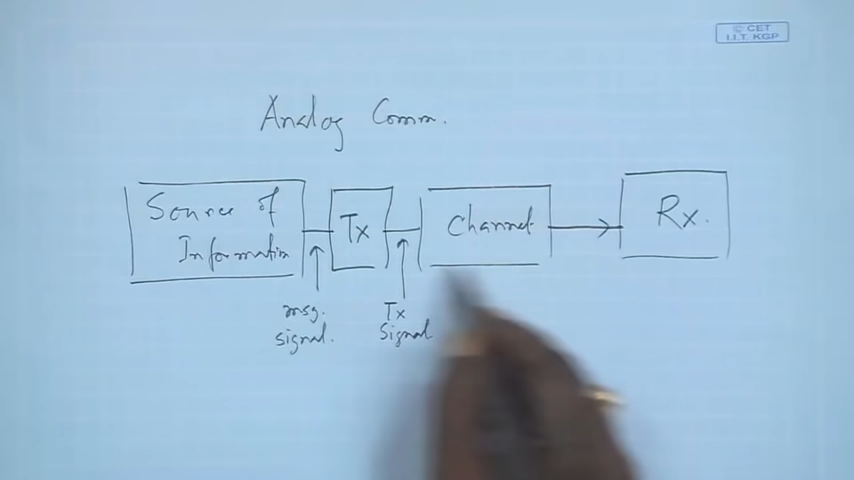 © CET
I.I.T. KGP
Analog Comm.
Source of
Information
Tx
Channel
Rx.
msg.
signal.
Tx
Signal